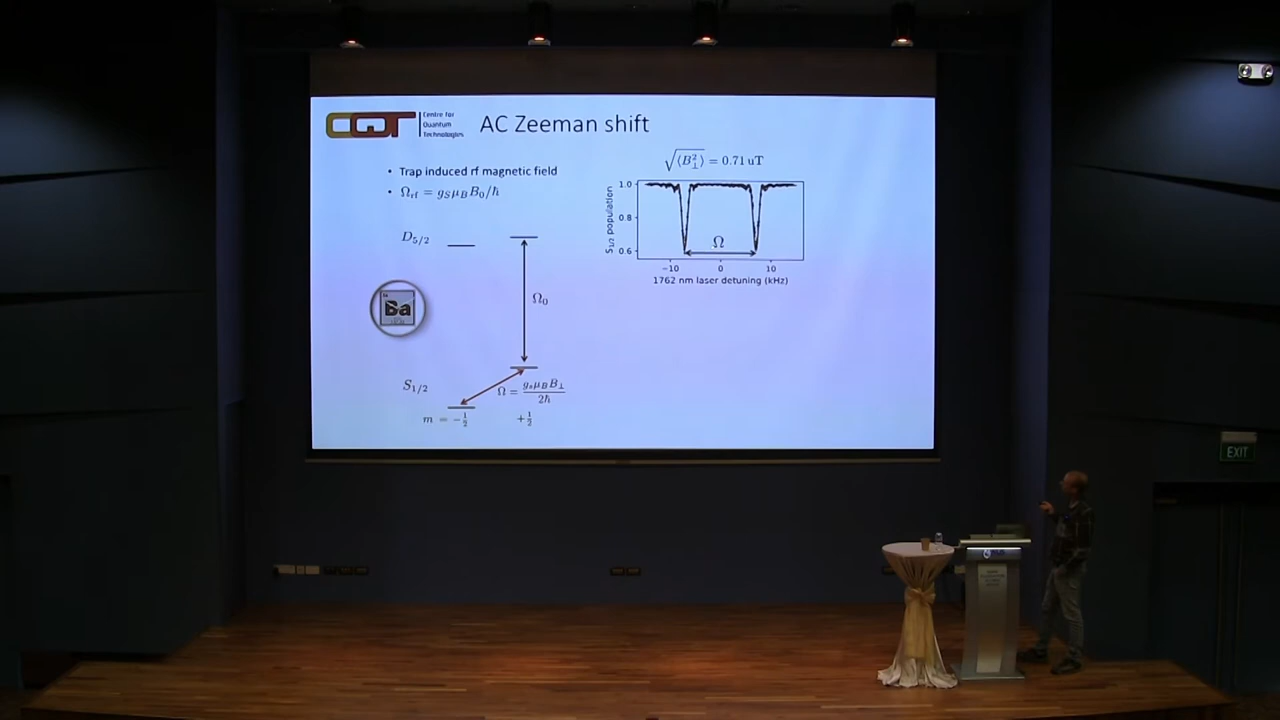 CQT
Centre for
Quantum
Technologies
AC Zeeman shift
• Trap induced rf magnetic field
• Ω_rf = g_S μ_B B_0/ℏ
√⟨B_⊥^2⟩ = 0.71 uT
S_1/2 population
1.0
0.8
0.6
Ω
−10 0 10
1762 nm laser detuning (kHz)
D_5/2
Ω_0
Ba
S_1/2
Ω = g_s μ_B B_⊥ / 2ℏ
m = −1/2 +1/2
EXIT